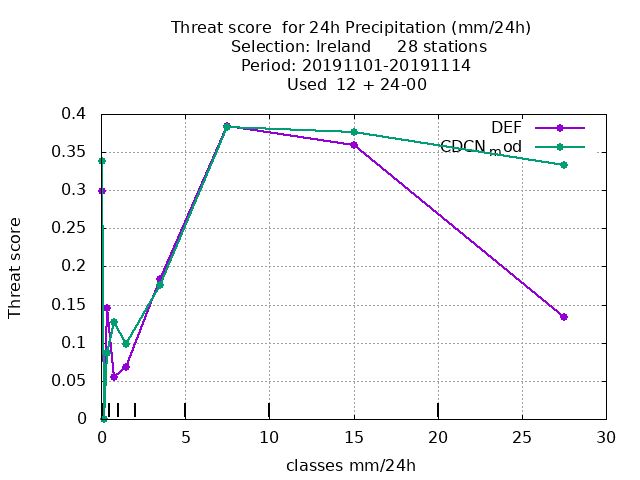 Threat score  for 24h Precipitation (mm/24h)
Selection: Ireland     28 stations
Period: 20191101-20191114
Used  12 + 24-00
DEF
CDCN_mod
0.4
0.35
0.3
0.25
0.2
0.15
0.1
0.05
0
Threat score
0 5 10 15 20 25 30
classes mm/24h